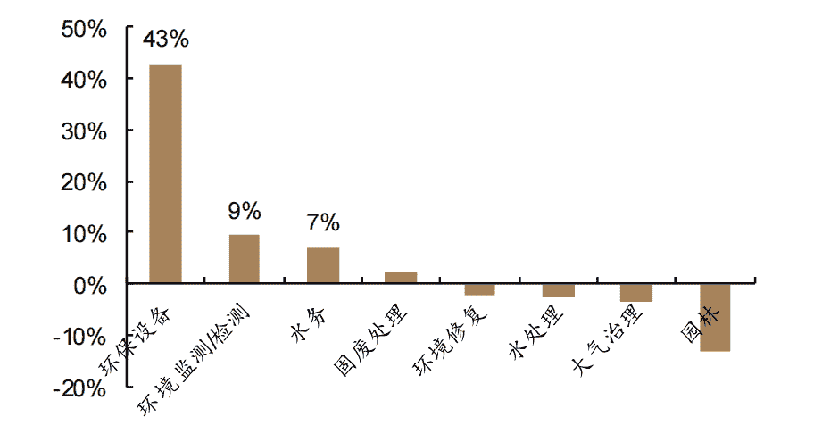 50%
40%
30%
20%
10%
0%
-10%
-20%
43%
9%
7%
环保设备
环境监测/检测
水务
固废处理
环境修复
水处理
大气治理
园林